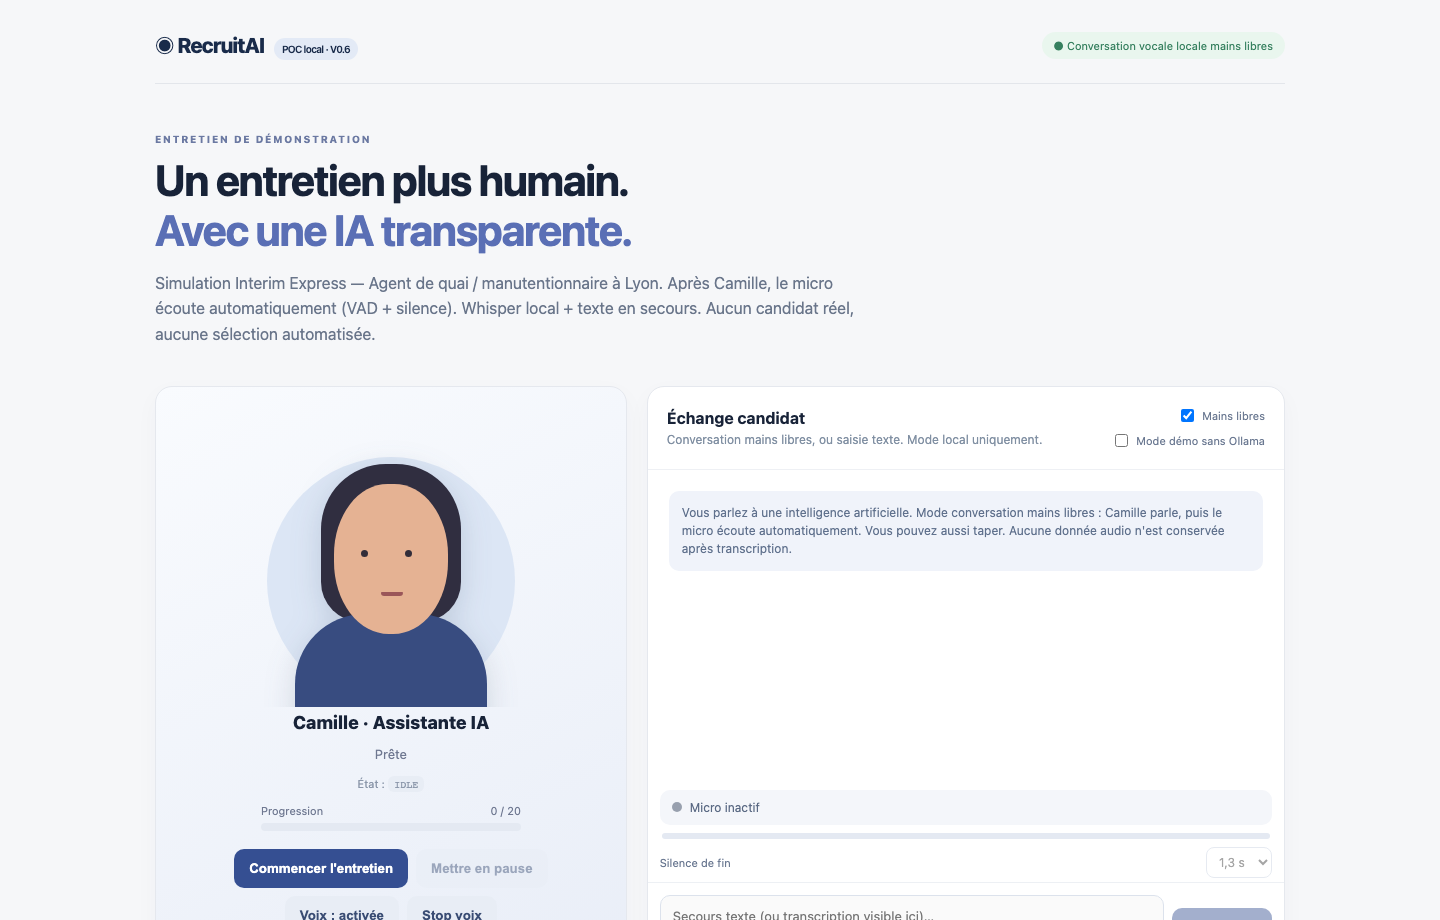 RecruitAI POC local · V0.6
Conversation vocale locale mains libres
ENTRETIEN DE DÉMONSTRATION
Un entretien plus humain.
Avec une IA transparente.
Simulation Interim Express — Agent de quai / manutentionnaire à Lyon. Après Camille, le micro
écoute automatiquement (VAD + silence). Whisper local + texte en secours. Aucun candidat réel,
aucune sélection automatisée.
Camille · Assistante IA
Prête
État : IDLE
Progression 0 / 20
Commencer l'entretien Mettre en pause
Voix : activée Stop voix
Échange candidat
Conversation mains libres, ou saisie texte. Mode local uniquement.
Mains libres
Mode démo sans Ollama
Vous parlez à une intelligence artificielle. Mode conversation mains libres : Camille parle, puis le
micro écoute automatiquement. Vous pouvez aussi taper. Aucune donnée audio n'est conservée
après transcription.
Micro inactif
Silence de fin 1,3 s
Secours texte (ou transcription visible ici)…